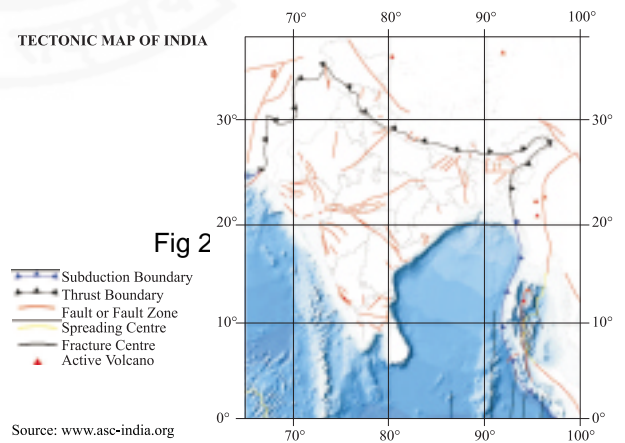 70° 80° 90° 100°
TECTONIC MAP OF INDIA
30° 30°
20° 20°
Fig 2
Subduction Boundary
Thrust Boundary
Fault or Fault Zone
Spreading Centre
Fracture Centre
Active Volcano
10° 10°
0° 0°
Source: www.asc-india.org
70° 80° 90° 100°